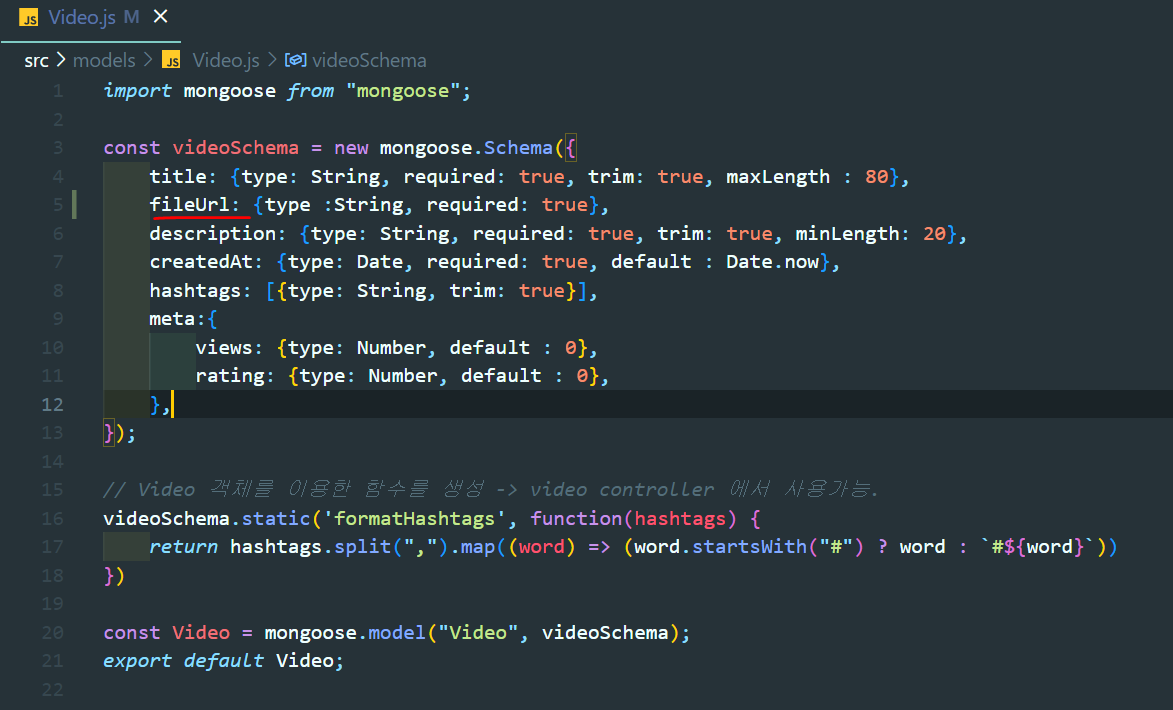 JS Video.js M ×
src > models > JS Video.js > videoSchema
1 import mongoose from "mongoose";
2
3 const videoSchema = new mongoose.Schema({
4 title: {type: String, required: true, trim: true, maxLength : 80},
5 fileUrl: {type :String, required: true},
6 description: {type: String, required: true, trim: true, minLength: 20},
7 createdAt: {type: Date, required: true, default : Date.now},
8 hashtags: [{type: String, trim: true}],
9 meta:{
10 views: {type: Number, default : 0},
11 rating: {type: Number, default : 0},
12 },
13 });
14
15 // Video 객체를 이용한 함수를 생성 -> video controller 에서 사용가능.
16 videoSchema.static('formatHashtags', function(hashtags) {
17 return hashtags.split(",").map((word) => (word.startsWith("#") ? word : `#${word}`))
18 })
19
20 const Video = mongoose.model("Video", videoSchema);
21 export default Video;
22